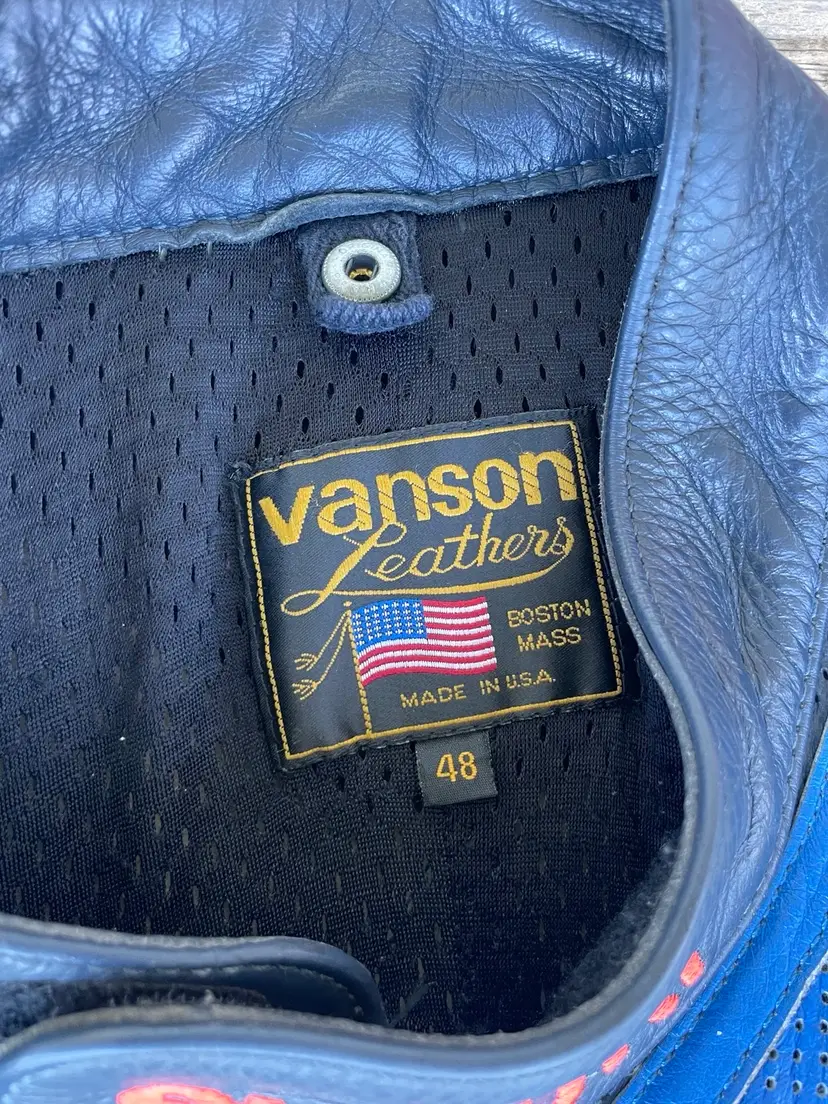 vanson
Leathers
BOSTON
MASS
MADE IN U.S.A.
48